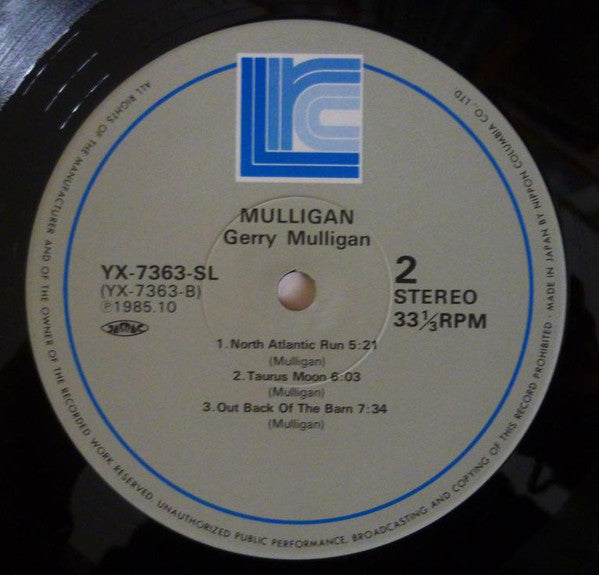 lrc
MULLIGAN
Gerry Mulligan
YX-7363-SL
(YX-7363-B)
℗1985.10
JASRAC
2
STEREO
33⅓RPM
1.North Atlantic Run 5:21
(Mulligan)
2.Taurus Moon 6:03
(Mulligan)
3.Out Back Of The Barn 7:34
(Mulligan)
ALL RIGHTS OF THE MANUFACTURER AND OF THE OWNER OF THE RECORDED WORK RESERVED. UNAUTHORIZED PUBLIC PERFORMANCE, BROADCASTING AND COPYING OF THIS RECORD PROHIBITED · MADE IN JAPAN BY NIPPON COLUMBIA CO., LTD.